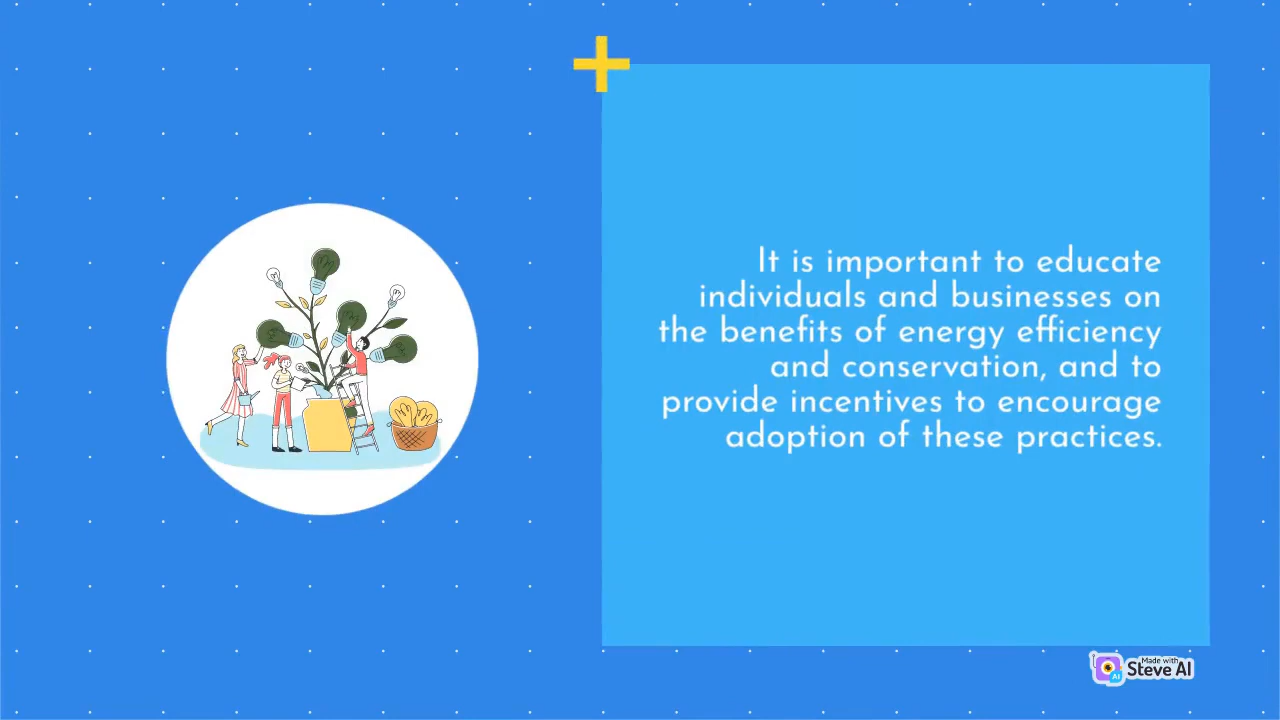 It is important to educate
individuals and businesses on
the benefits of energy efficiency
and conservation, and to
provide incentives to encourage
adoption of these practices.
Made with
Steve AI
AI